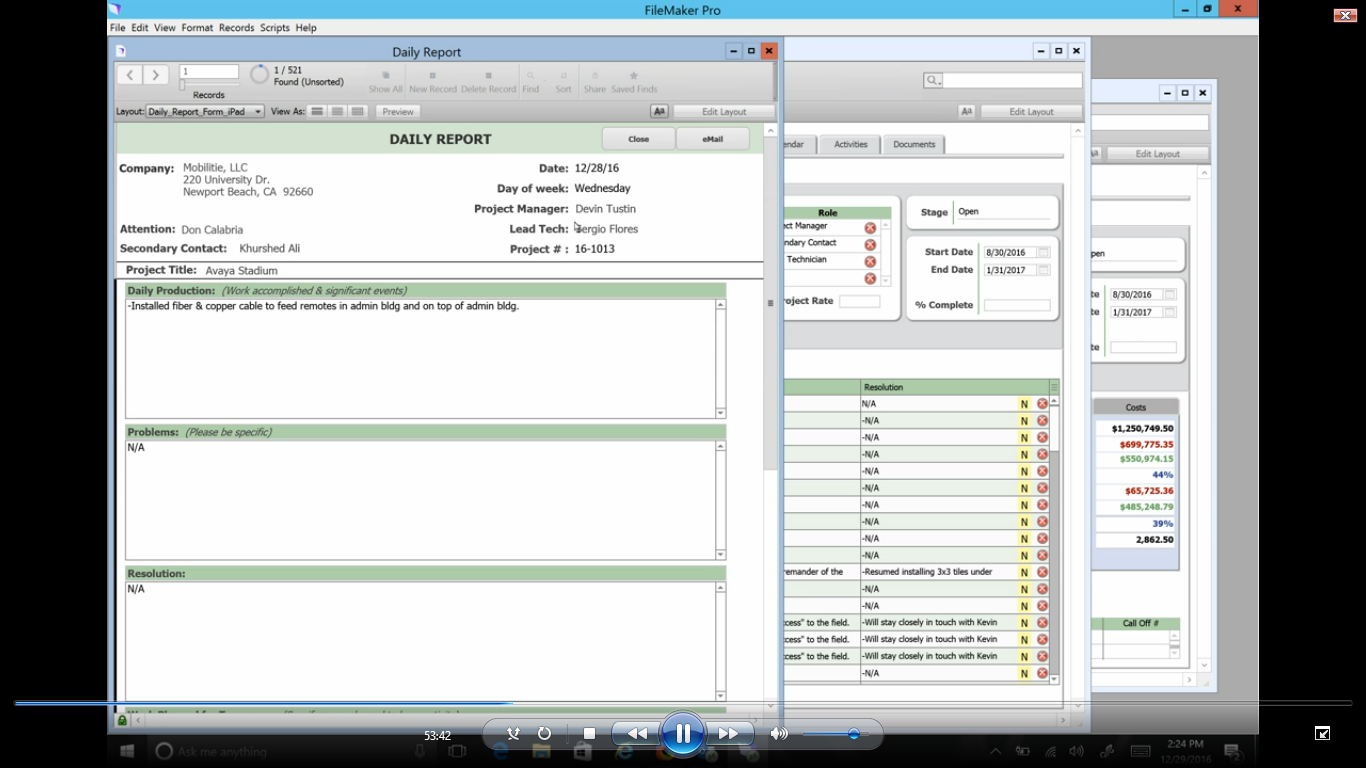 FileMaker Pro
File Edit View Format Records Scripts Help
Daily Report
1
1 / 521
Found (Unsorted)
Records
Show All New Record Delete Record Find Sort Share Saved Finds
Layout: Daily_Report_Form_iPad View As: Preview Aa Edit Layout
DAILY REPORT Close eMail
Company: Mobilitie, LLC
220 University Dr.
Newport Beach, CA 92660
Date: 12/28/16
Day of week: Wednesday
Project Manager: Devin Tustin
Attention: Don Calabria
Lead Tech: Sergio Flores
Secondary Contact: Khurshed Ali
Project # : 16-1013
Project Title: Avaya Stadium
Daily Production: (Work accomplished & significant events)
-Installed fiber & copper cable to feed remotes in admin bldg and on top of admin bldg.
Problems: (Please be specific)
N/A
Resolution:
N/A
Aa Edit Layout
endar Activities Documents
Role
ect Manager
ndary Contact
Technician
roject Rate
Stage Open
Start Date 8/30/2016
End Date 1/31/2017
% Complete
Resolution
N/A N
-N/A N
-N/A N
-N/A N
-N/A N
-N/A N
-N/A N
-N/A N
-N/A N
-N/A N
remander of the -Resumed installing 3x3 tiles under N
-N/A N
-N/A N
cess" to the field. -Will stay closely in touch with Kevin N
cess" to the field. -Will stay closely in touch with Kevin N
cess" to the field. -Will stay closely in touch with Kevin N
-N/A N
Edit Layout
pen
te 8/30/2016
te 1/31/2017
te
Costs
$1,250,749.50
$699,775.35
$550,974.15
44%
$65,725.36
$485,248.79
39%
2,862.50
Call Off #
53:42
Ask me anything
2:24 PM
12/29/2016